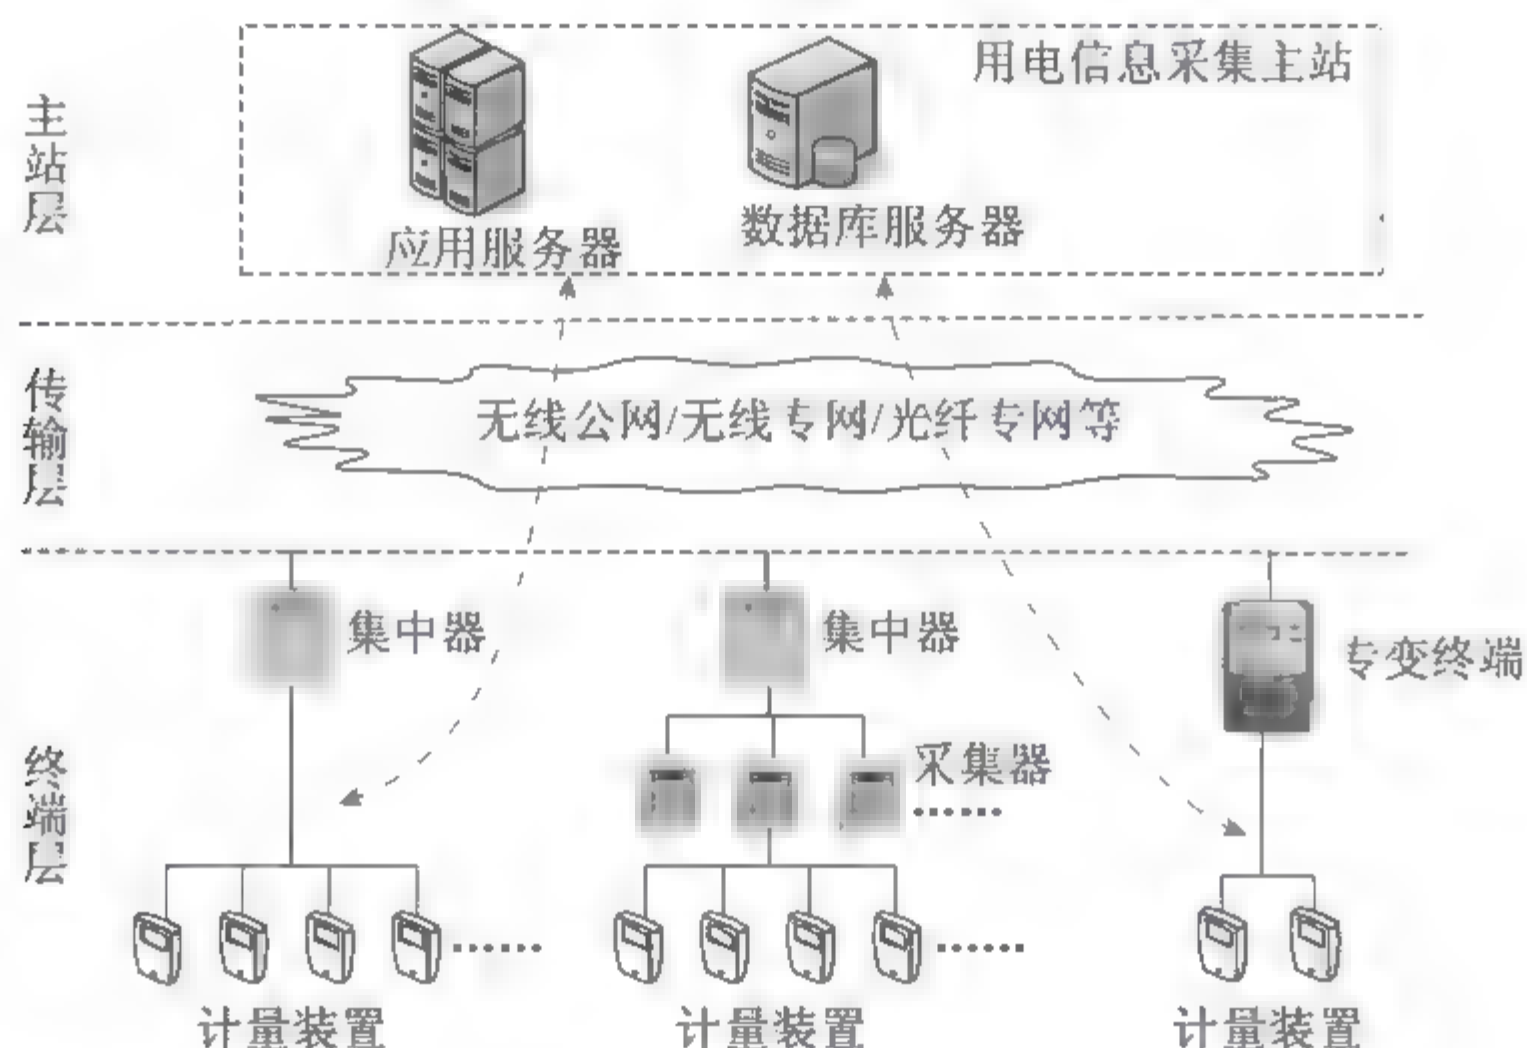 主站层
用电信息采集主站
应用服务器
数据库服务器
传输层
无线公网/无线专网/光纤专网等
终端层
集中器
集中器
专变终端
采集器
······
······
······
计量装置
计量装置
计量装置